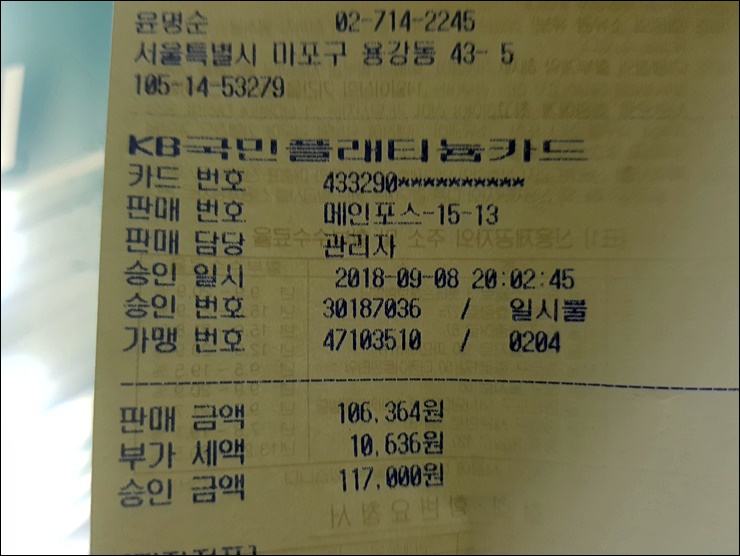 윤명순 02-714-2245
서울특별시 마포구 용강동 43- 5
105-14-53279
KB국민플래티늄카드
카드 번호 433290**********
판매 번호 메인포스-15-13
판매 담당 관리자
승인 일시 2018-09-08 20:02:45
승인 번호 30187036 / 일시불
가맹 번호 47103510 / 0204
판매 금액 106,364원
부가 세액 10,636원
승인 금액 117,000원